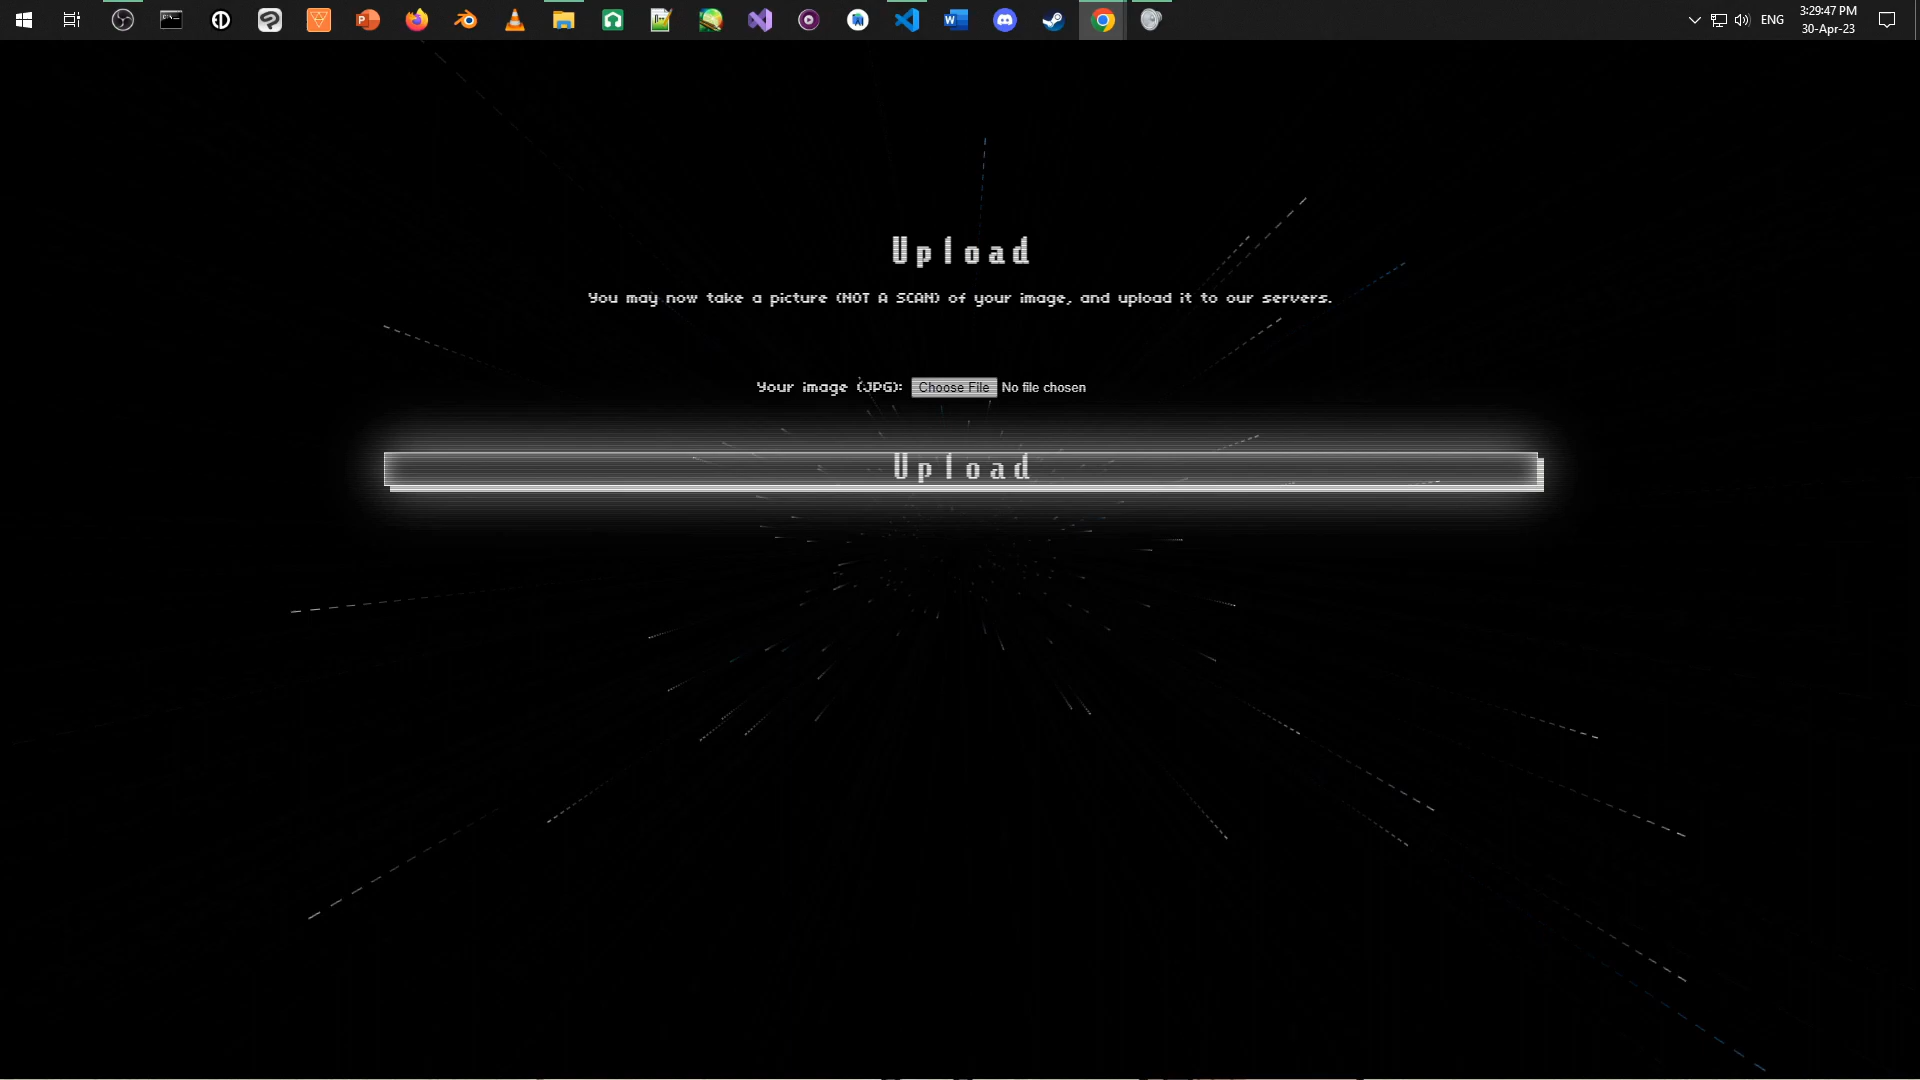 ENG
3:29:47 PM
30-Apr-23
Upload
You may now take a picture (NOT A SCAN) of your image, and upload it to our servers.
Your image (JPG): Choose File No file chosen
Upload